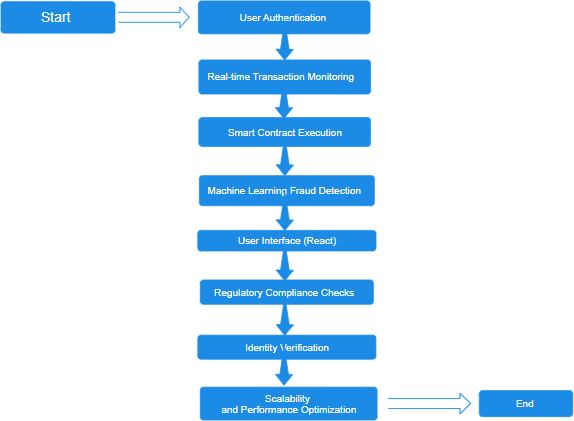 Start
User Authentication
Real-time Transaction Monitoring
Smart Contract Execution
Machine Learning Fraud Detection
User Interface (React)
Regulatory Compliance Checks
Identity Verification
Scalability
and Performance Optimization
End